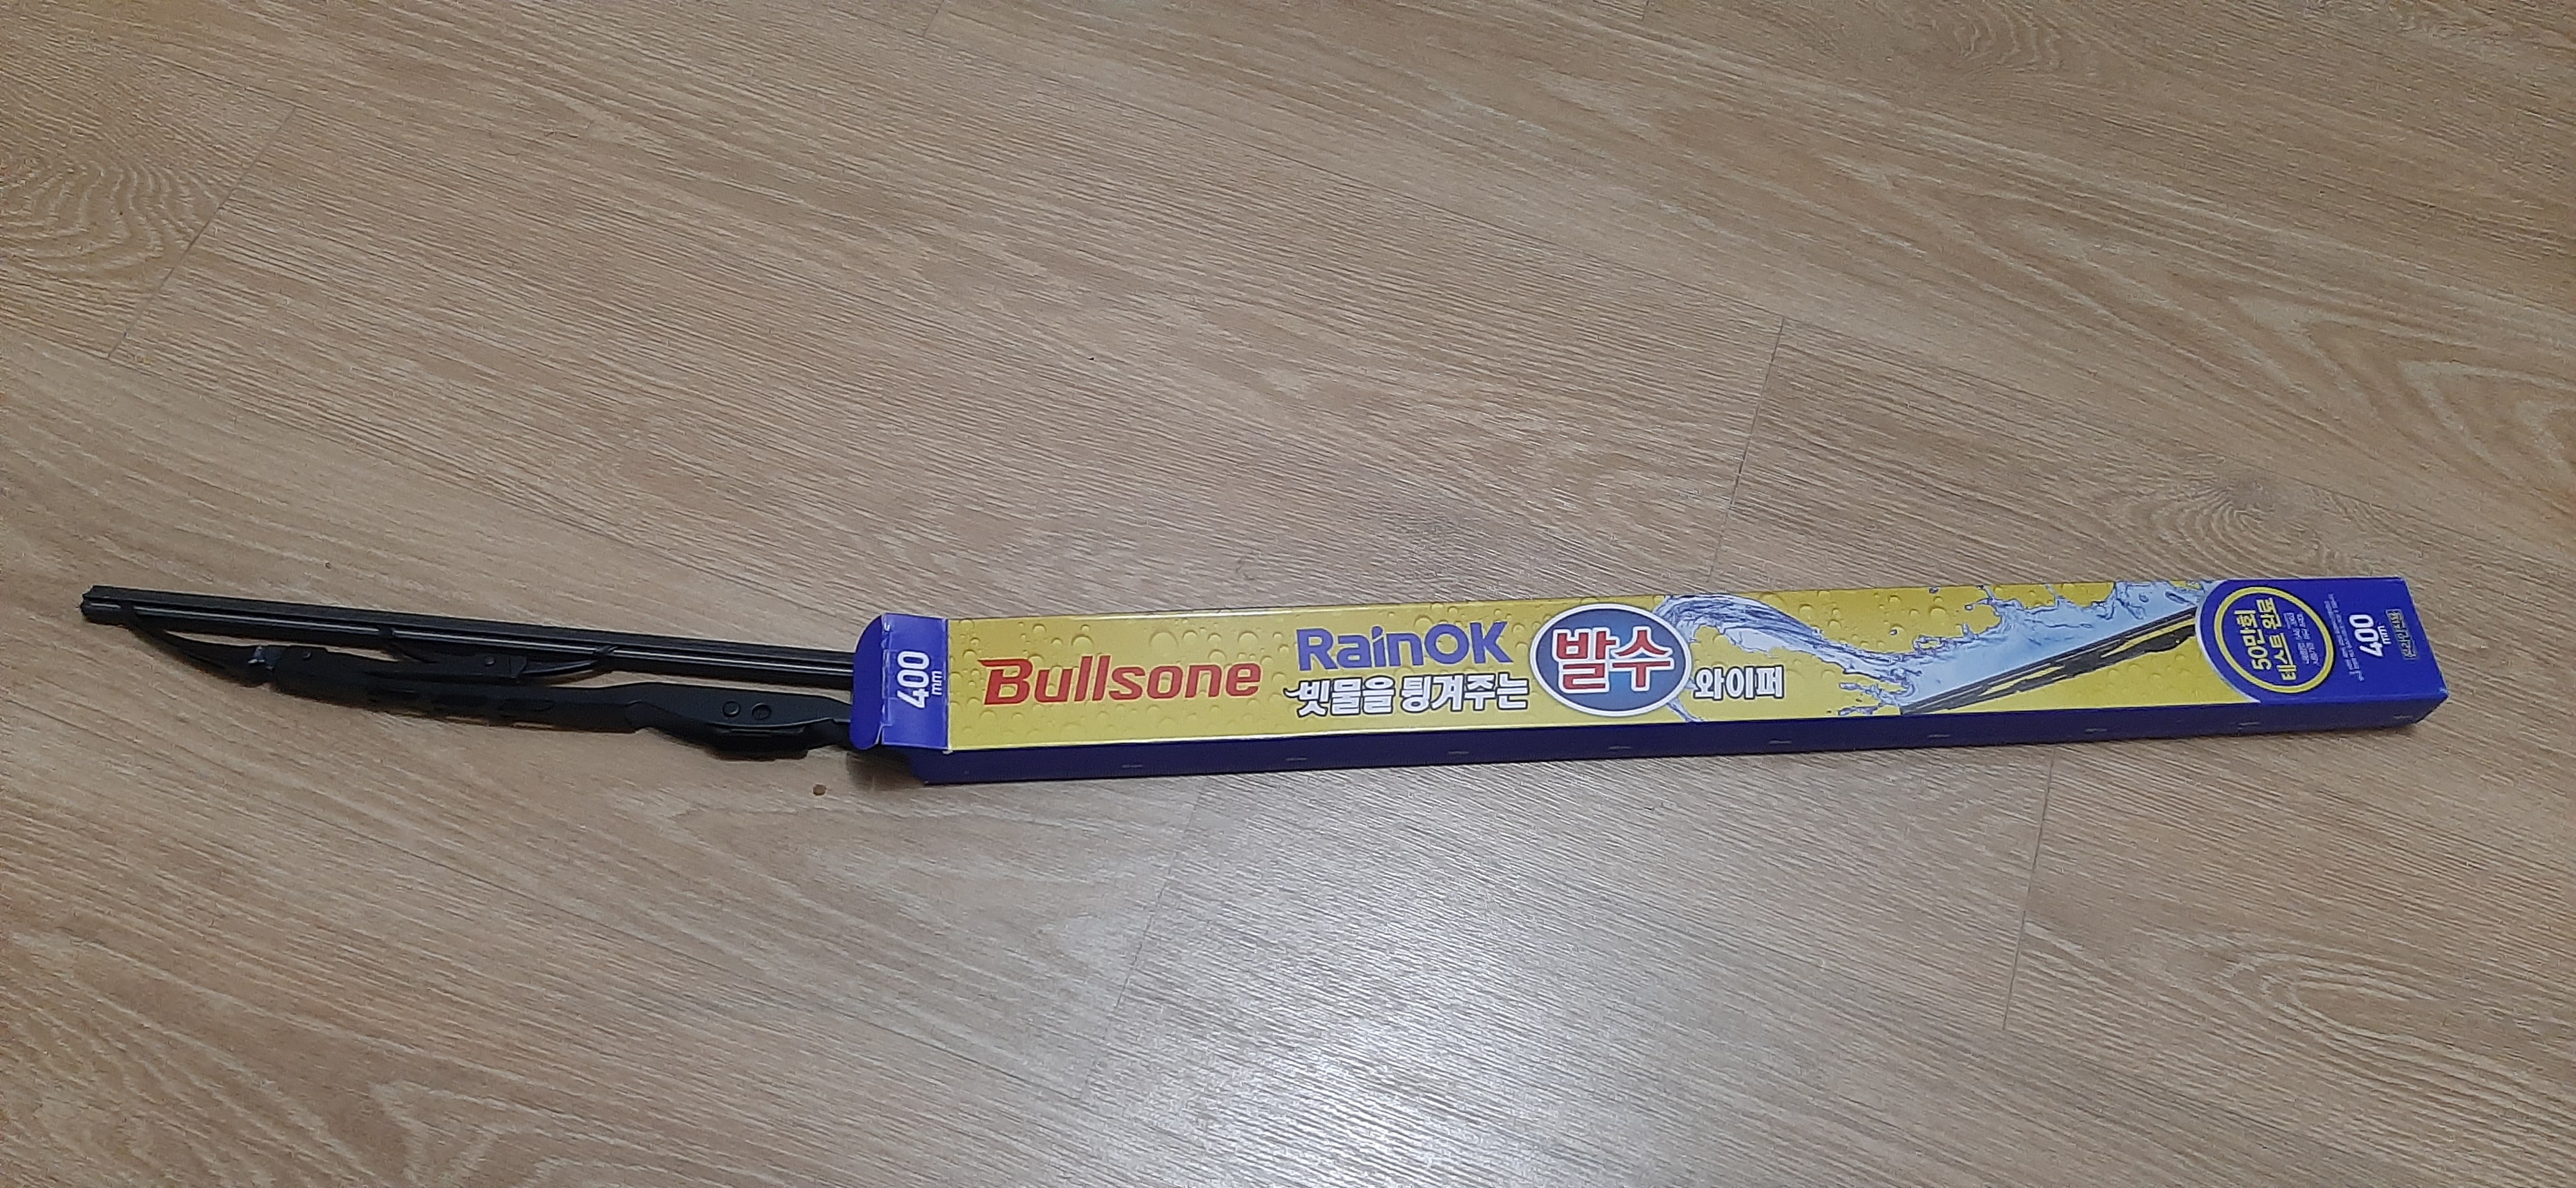 400
mm
Bullsone
RainOK
빗물을 튕겨주는
발수
와이퍼
50만회
테스트 완료
400
mm